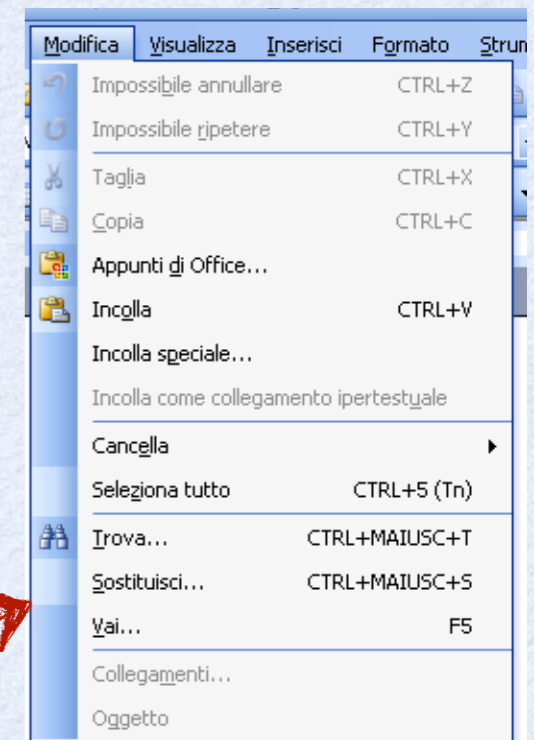 Modifica Visualizza Inserisci Formato Strum
Impossibile annullare CTRL+Z
Impossibile ripetere CTRL+Y
Taglia CTRL+X
Copia CTRL+C
Appunti di Office...
Incolla CTRL+V
Incolla speciale...
Incolla come collegamento ipertestuale
Cancella
Seleziona tutto CTRL+5 (Tn)
Trova... CTRL+MAIUSC+T
Sostituisci... CTRL+MAIUSC+S
Vai... F5
Collegamenti...
Oggetto